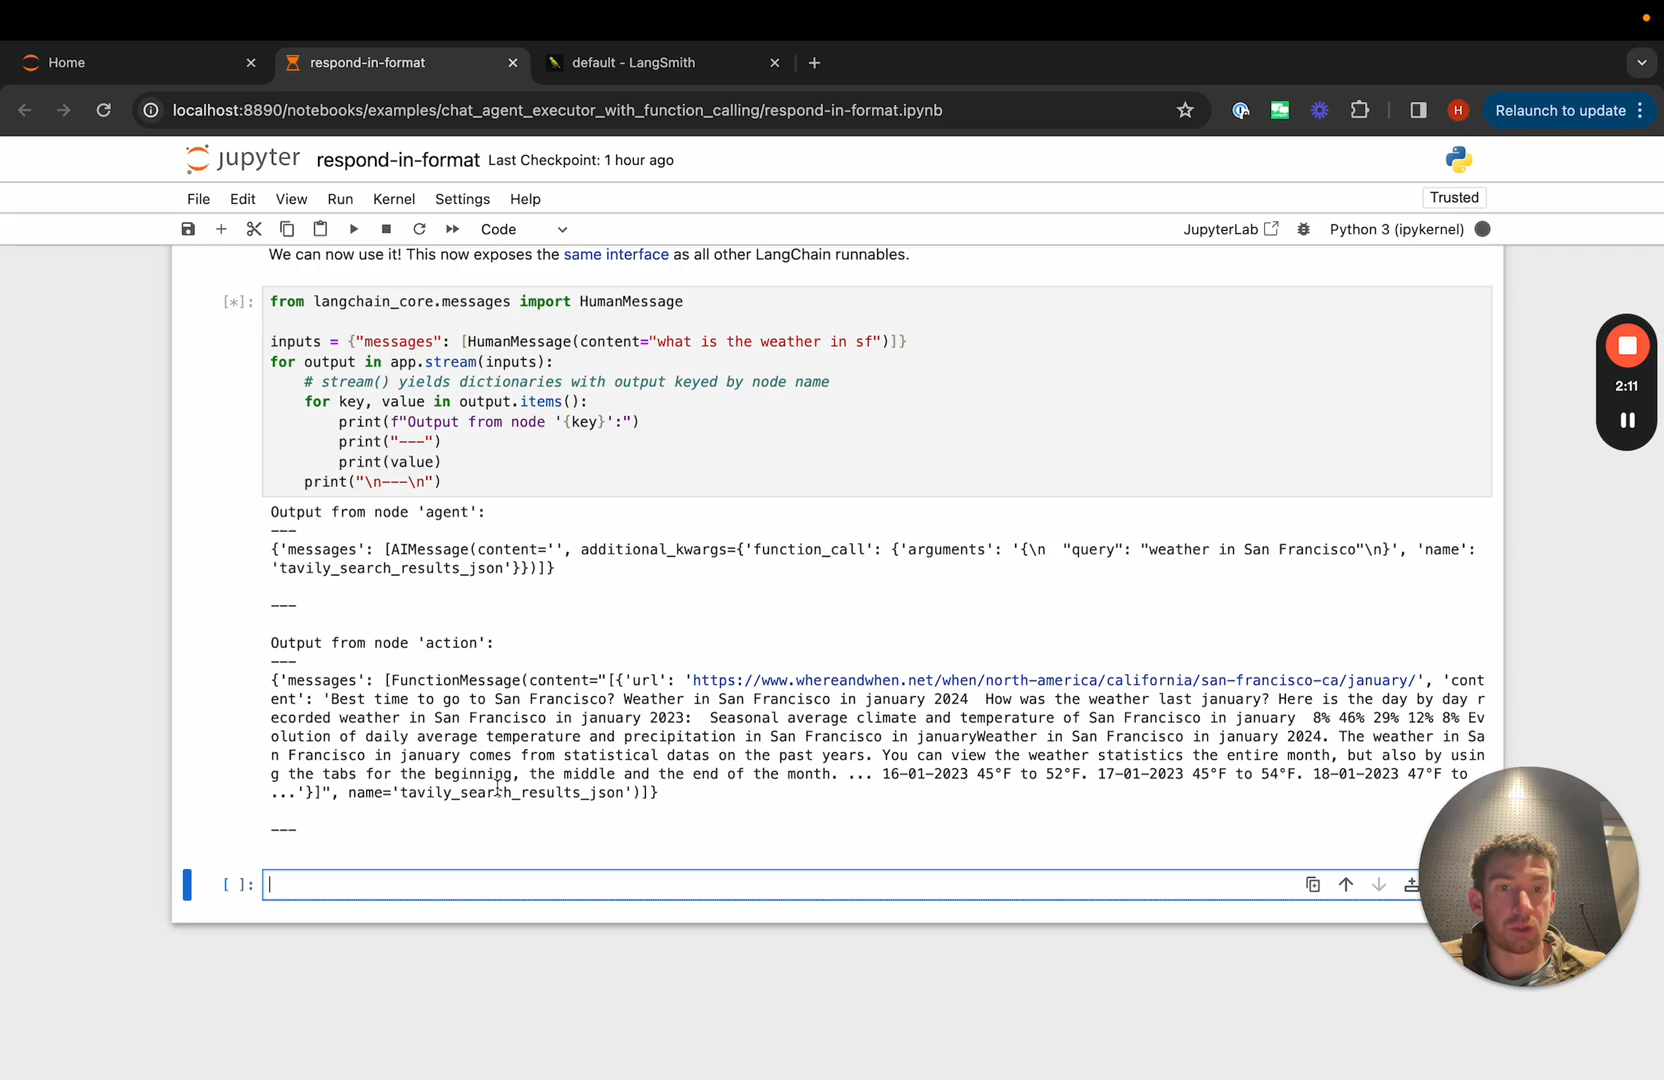 Home
respond-in-format
default - LangSmith
localhost:8890/notebooks/examples/chat_agent_executor_with_function_calling/respond-in-format.ipynb
H
Relaunch to update
jupyter respond-in-format Last Checkpoint: 1 hour ago
File Edit View Run Kernel Settings Help
Trusted
Code
JupyterLab
Python 3 (ipykernel)
We can now use it! This now exposes the same interface as all other LangChain runnables.
[*]:
from langchain_core.messages import HumanMessage
inputs = {"messages": [HumanMessage(content="what is the weather in sf")]}
for output in app.stream(inputs):
# stream() yields dictionaries with output keyed by node name
for key, value in output.items():
print(f"Output from node '{key}':")
print("---")
print(value)
print("\n---\n")
Output from node 'agent':
---
{'messages': [AIMessage(content='', additional_kwargs={'function_call': {'arguments': '{\n  "query": "weather in San Francisco"\n}', 'name':
'tavily_search_results_json'}})]}
---
Output from node 'action':
---
{'messages': [FunctionMessage(content="[{'url': 'https://www.whereandwhen.net/when/north-america/california/san-francisco-ca/january/', 'cont
ent': 'Best time to go to San Francisco? Weather in San Francisco in january 2024  How was the weather last january? Here is the day by day r
ecorded weather in San Francisco in january 2023:  Seasonal average climate and temperature of San Francisco in january  8% 46% 29% 12% 8% Ev
olution of daily average temperature and precipitation in San Francisco in januaryWeather in San Francisco in january 2024. The weather in Sa
n Francisco in january comes from statistical datas on the past years. You can view the weather statistics the entire month, but also by usin
g the tabs for the beginning, the middle and the end of the month. ... 16-01-2023 45°F to 52°F. 17-01-2023 45°F to 54°F. 18-01-2023 47°F to
...'}]", name='tavily_search_results_json')]}
---
[ ]:
2:11